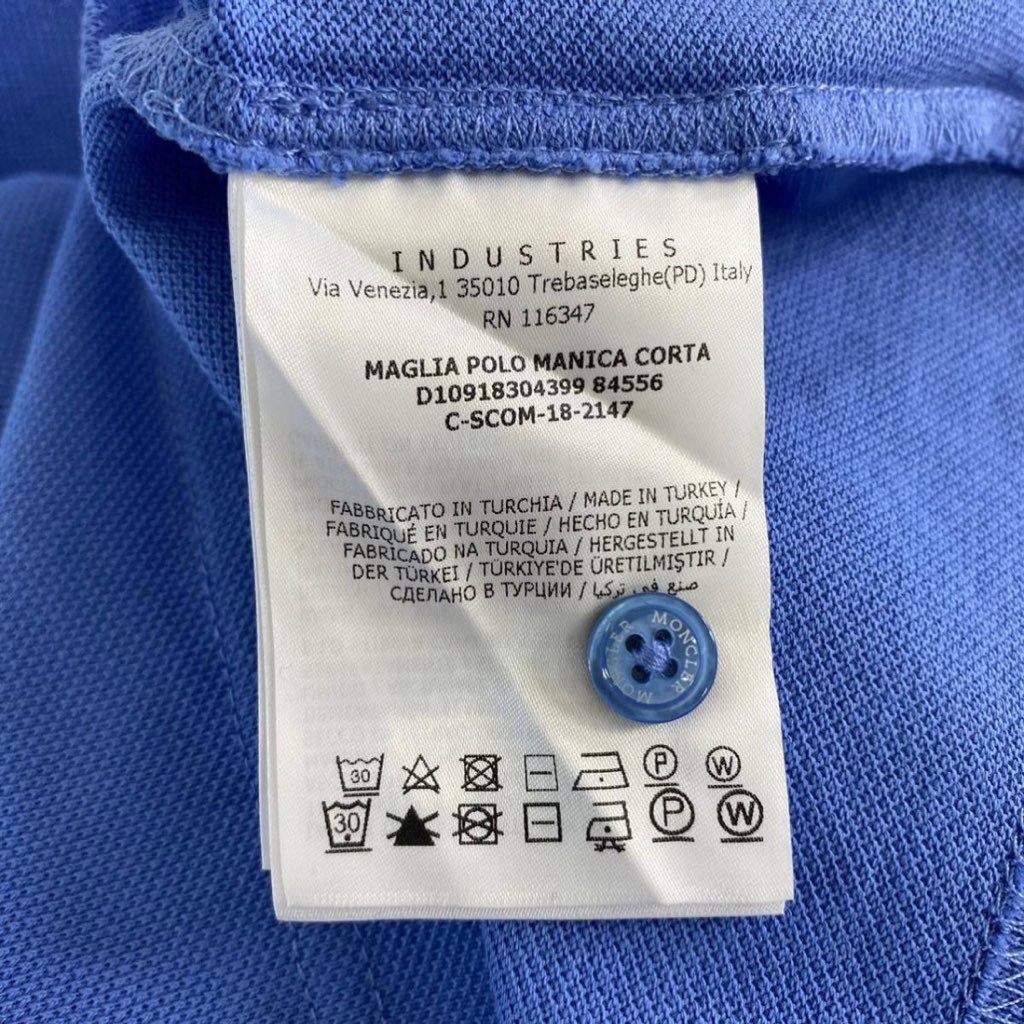 INDUSTRIES
Via Venezia,1 35010 Trebaseleghe(PD) Italy
RN 116347
MAGLIA POLO MANICA CORTA
D10918304399 84556
C-SCOM-18-2147
FABBRICATO IN TURCHIA / MADE IN TURKEY /
FABRIQUÉ EN TURQUIE / HECHO EN TURQUÍA /
FABRICADO NA TURQUIA / HERGESTELLT IN
DER TÜRKEI / TÜRKIYE'DE ÜRETILMIŞTIR /
СДЕЛАНО В ТУРЦИИ / صنع في تركيا
MONCLER MONCLER
30 P W
30 P W